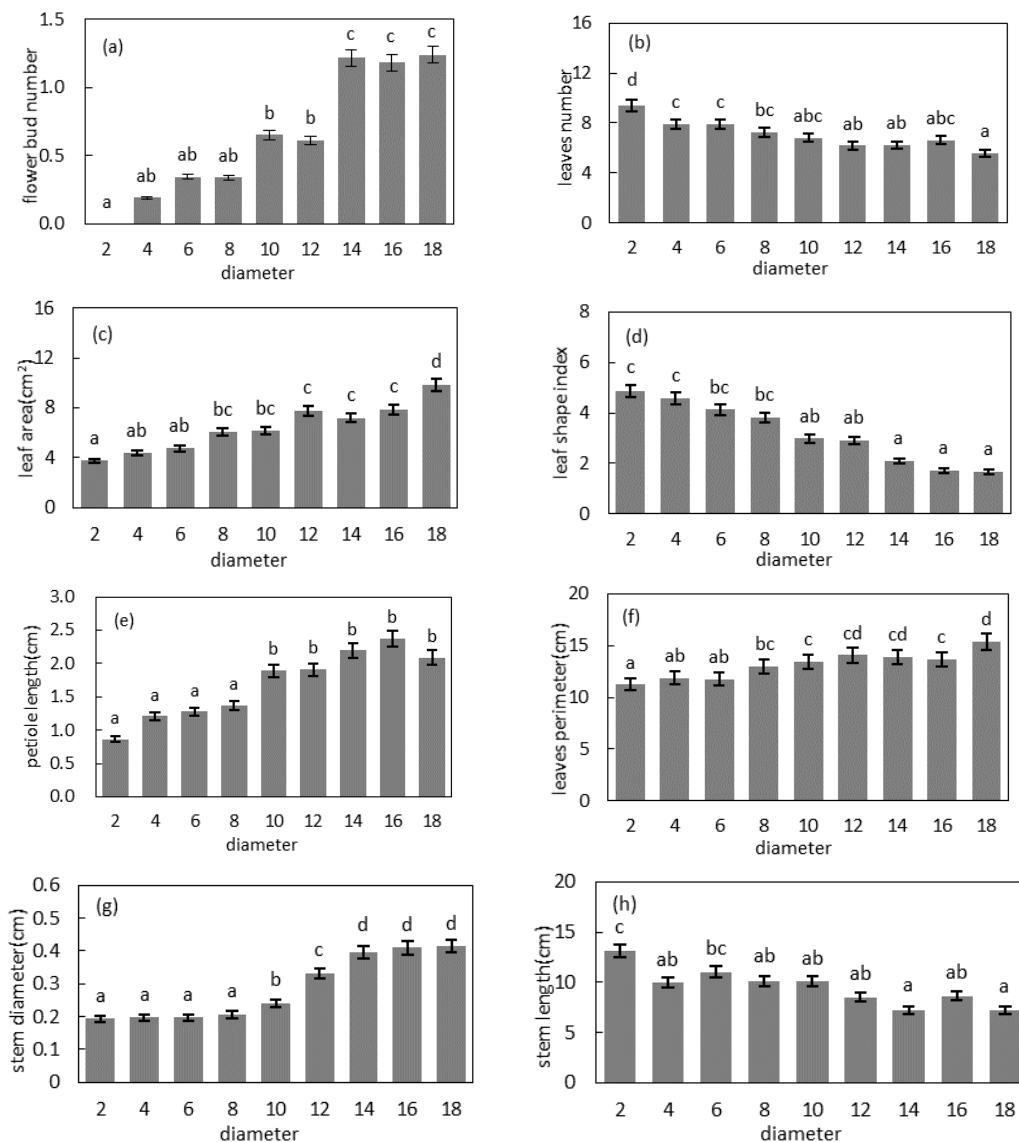 (a)
flower bud number
1.5
1.0
0.5
0.0
a ab ab ab b b c c c
2 4 6 8 10 12 14 16 18
diameter
(b)
leaves number
16
12
8
4
0
d c c bc abc ab ab abc a
2 4 6 8 10 12 14 16 18
diameter
(c)
leaf area(cm²)
16
12
8
4
0
a ab ab bc bc c c c d
2 4 6 8 10 12 14 16 18
diameter
(d)
leaf shape index
8
6
4
2
0
c c bc bc ab ab a a a
2 4 6 8 10 12 14 16 18
diameter
(e)
petiole length(cm)
3.0
2.5
2.0
1.5
1.0
0.5
0.0
a a a a b b b b b
2 4 6 8 10 12 14 16 18
diameter
(f)
leaves perimeter(cm)
20
15
10
5
0
a ab ab bc c cd cd c d
2 4 6 8 10 12 14 16 18
diameter
(g)
stem diameter(cm)
0.6
0.5
0.4
0.3
0.2
0.1
0
a a a a b c d d d
2 4 6 8 10 12 14 16 18
diameter
(h)
stem length(cm)
20
15
10
5
0
c ab bc ab ab ab a ab a
2 4 6 8 10 12 14 16 18
diameter